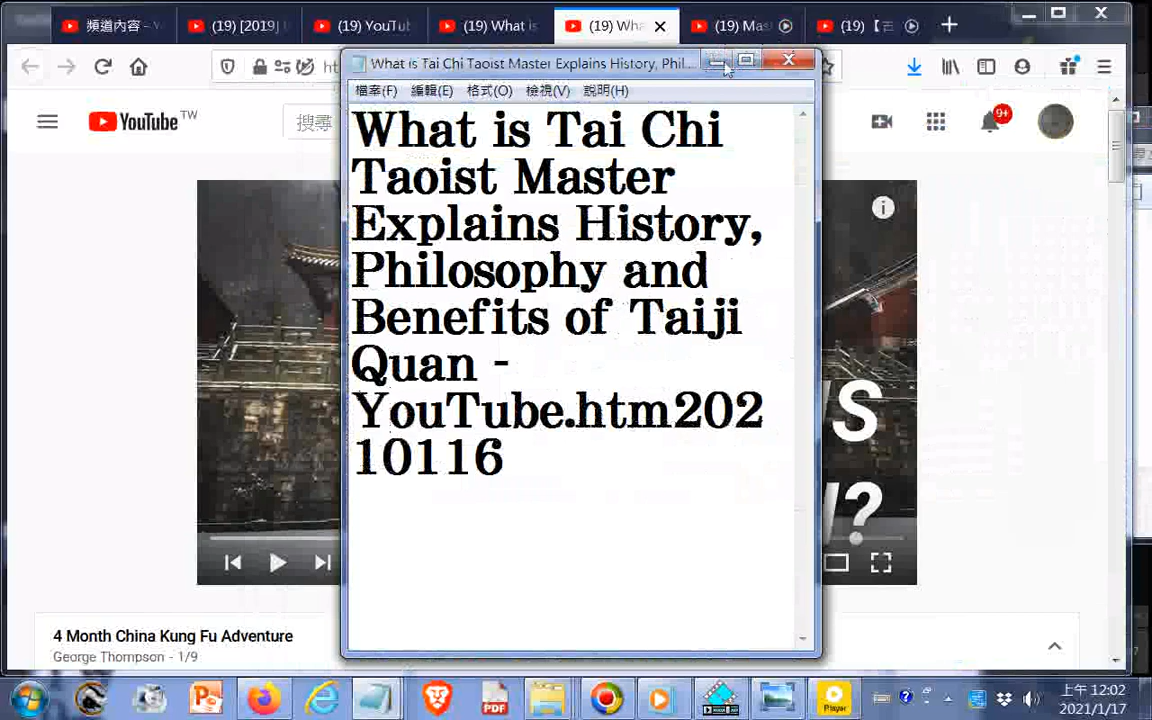 頻道內容 -
(19) [2019]
(19) YouTu
(19) What is
(19) Wha
(19) Mas
(19)
What is Tai Chi Taoist Master Explains History, Phil...
檔案(F) 編輯(E) 格式(O) 檢視(V) 說明(H)
YouTube TW
搜尋
9+
What is Tai Chi
Taoist Master
Explains History,
Philosophy and
Benefits of Taiji
Quan -
YouTube.htm202
10116
S
?
4 Month China Kung Fu Adventure
George Thompson - 1/9
PDF
Player
上午 12:02
2021/1/17